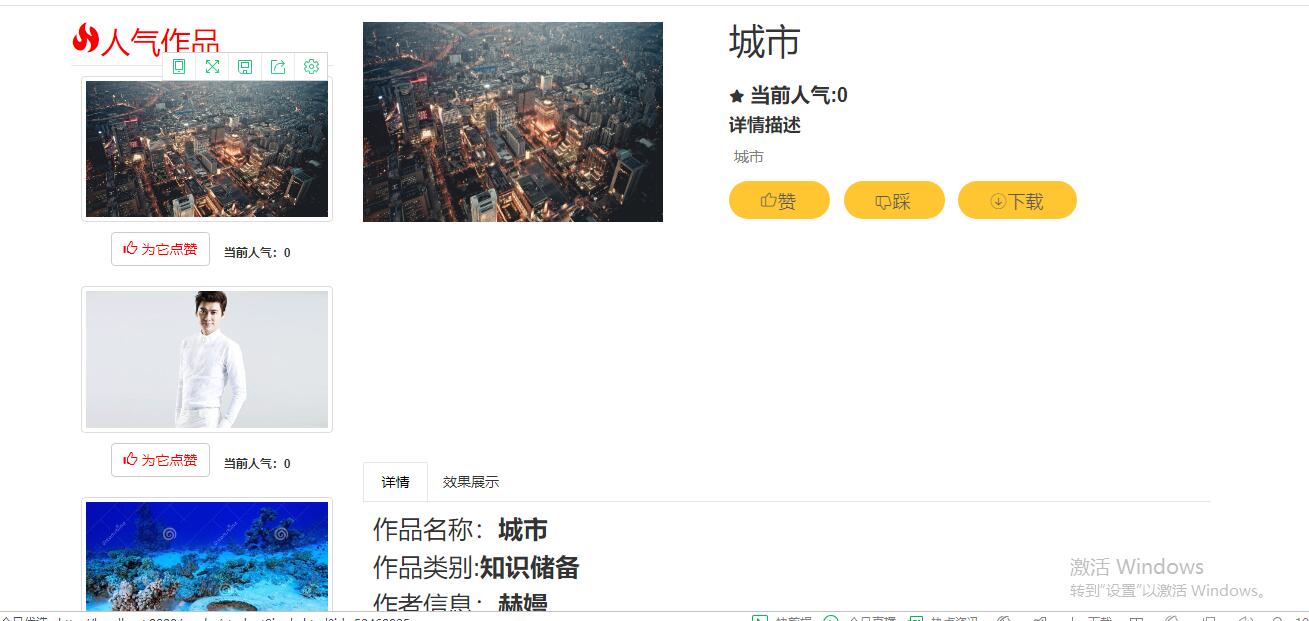 人气作品
为它点赞 当前人气：0
为它点赞 当前人气：0
城市
当前人气:0
详情描述
城市
赞 踩 下载
详情 效果展示
作品名称：城市
作品类别:知识储备
作者信息：赫嫚
激活 Windows
转到"设置"以激活 Windows。